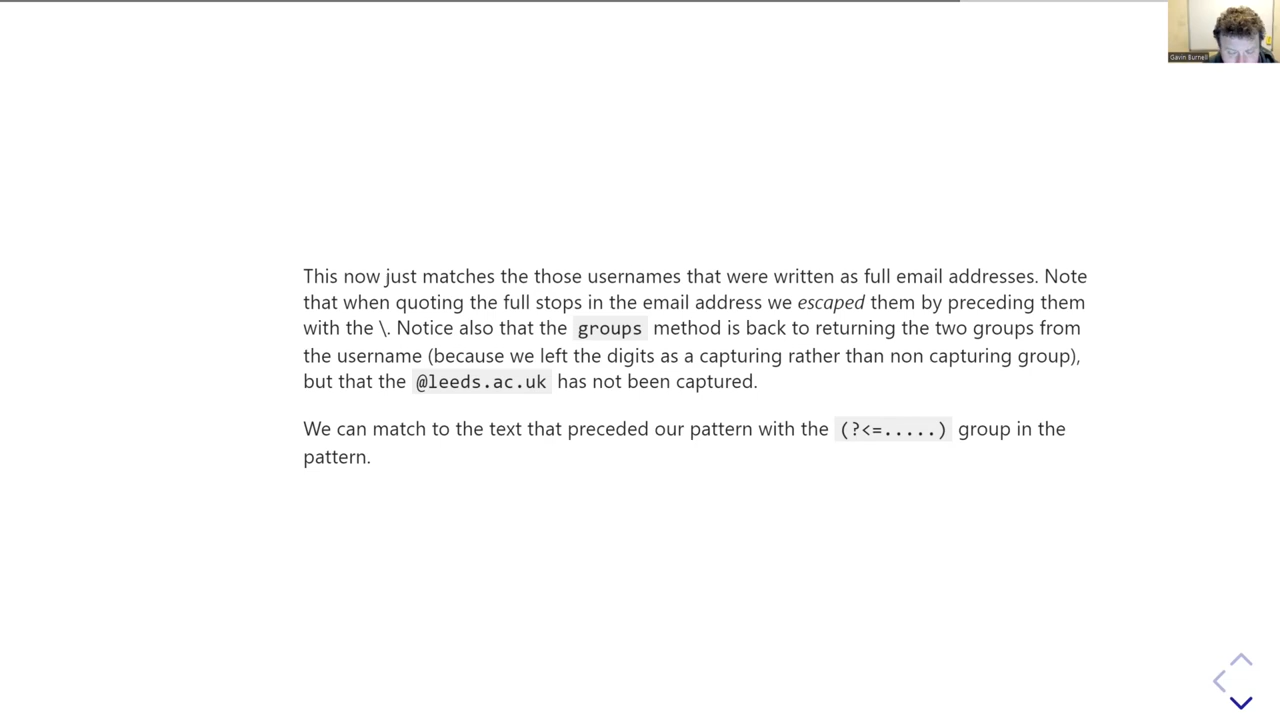 Gavin Burnell
This now just matches the those usernames that were written as full email addresses. Note
that when quoting the full stops in the email address we escaped them by preceding them
with the \. Notice also that the groups method is back to returning the two groups from
the username (because we left the digits as a capturing rather than non capturing group),
but that the @leeds.ac.uk has not been captured.
We can match to the text that preceded our pattern with the (?<=.....) group in the
pattern.